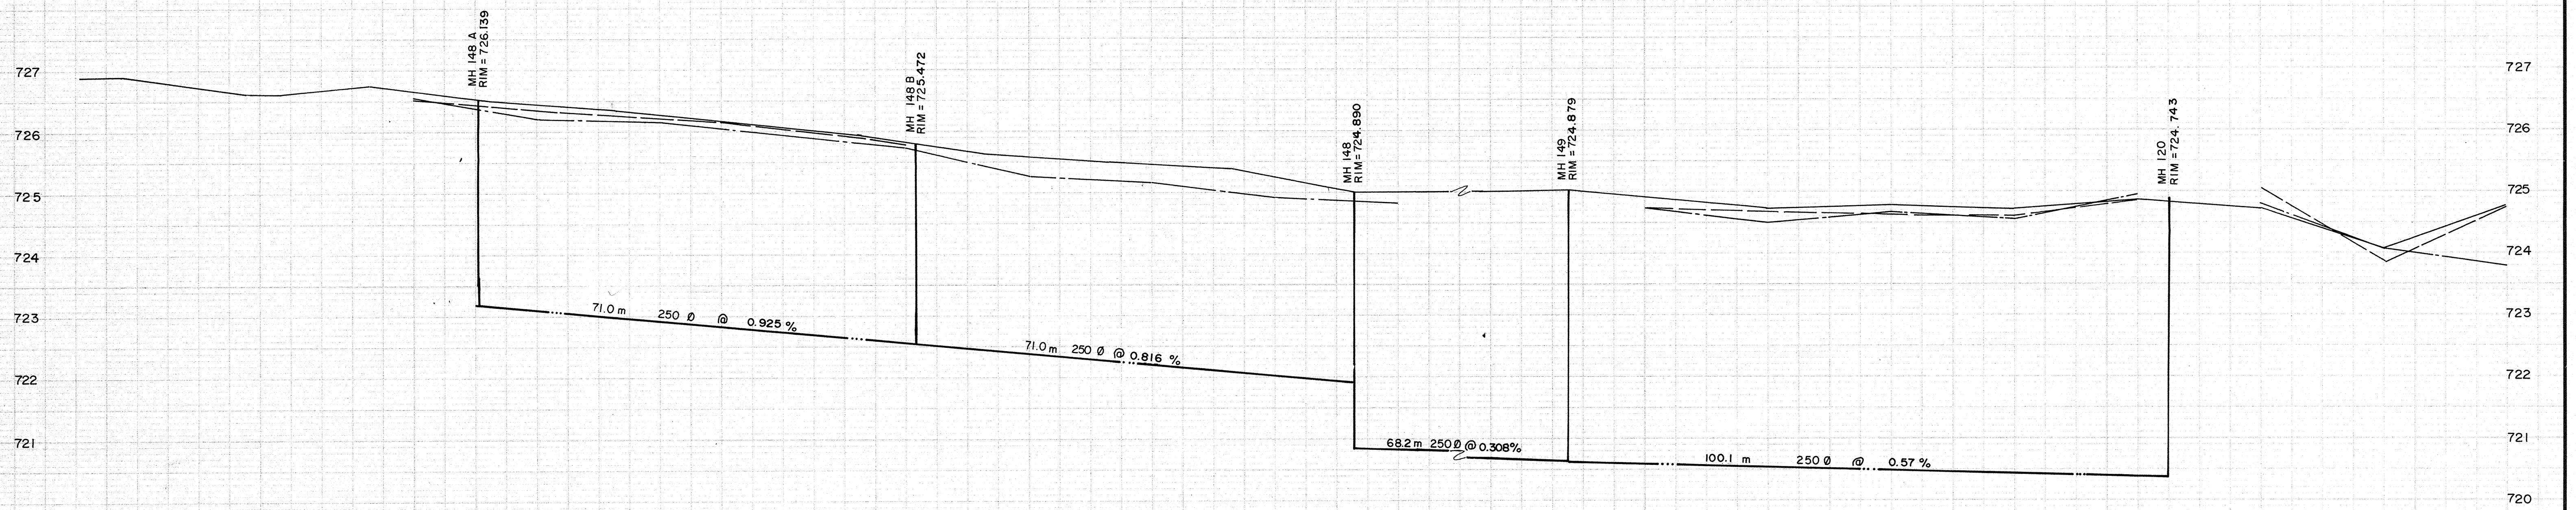 MH 148 A
RIM = 726.139
MH 148 B
RIM = 725.472
MH 148
RIM = 724.890
MH 149
RIM = 724.879
MH 120
RIM = 724.743
727
726
725
724
723
722
721
727
726
725
724
723
722
721
720
71.0 m 250 Ø @ 0.925 %
71.0 m 250 Ø @ 0.816 %
68.2 m 250 Ø @ 0.308%
100.1 m 250 Ø @ 0.57 %